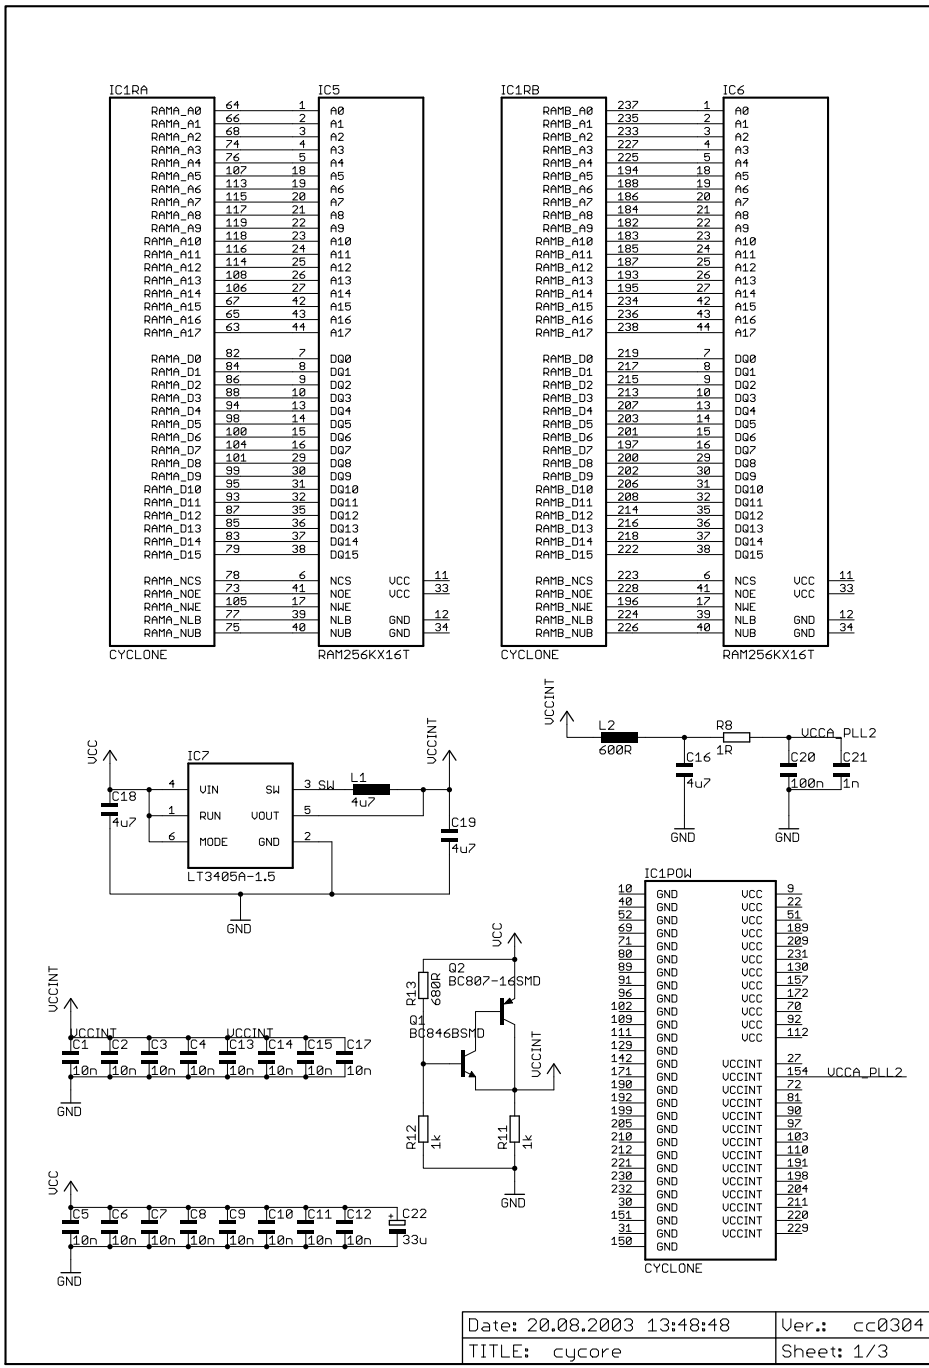 IC1RA IC5 IC1RB IC6
RAMA_A0 64 1 A0 RAMB_A0 237 1 A0
RAMA_A1 66 2 A1 RAMB_A1 235 2 A1
RAMA_A2 68 3 A2 RAMB_A2 233 3 A2
RAMA_A3 74 4 A3 RAMB_A3 227 4 A3
RAMA_A4 76 5 A4 RAMB_A4 225 5 A4
RAMA_A5 107 18 A5 RAMB_A5 194 18 A5
RAMA_A6 113 19 A6 RAMB_A6 188 19 A6
RAMA_A7 115 20 A7 RAMB_A7 186 20 A7
RAMA_A8 117 21 A8 RAMB_A8 184 21 A8
RAMA_A9 119 22 A9 RAMB_A9 182 22 A9
RAMA_A10 118 23 A10 RAMB_A10 183 23 A10
RAMA_A11 116 24 A11 RAMB_A11 185 24 A11
RAMA_A12 114 25 A12 RAMB_A12 187 25 A12
RAMA_A13 108 26 A13 RAMB_A13 193 26 A13
RAMA_A14 106 27 A14 RAMB_A14 195 27 A14
RAMA_A15 67 42 A15 RAMB_A15 234 42 A15
RAMA_A16 65 43 A16 RAMB_A16 236 43 A16
RAMA_A17 63 44 A17 RAMB_A17 238 44 A17
RAMA_D0 82 7 DQ0 RAMB_D0 219 7 DQ0
RAMA_D1 84 8 DQ1 RAMB_D1 217 8 DQ1
RAMA_D2 86 9 DQ2 RAMB_D2 215 9 DQ2
RAMA_D3 88 10 DQ3 RAMB_D3 213 10 DQ3
RAMA_D4 94 13 DQ4 RAMB_D4 207 13 DQ4
RAMA_D5 98 14 DQ5 RAMB_D5 203 14 DQ5
RAMA_D6 100 15 DQ6 RAMB_D6 201 15 DQ6
RAMA_D7 104 16 DQ7 RAMB_D7 197 16 DQ7
RAMA_D8 101 29 DQ8 RAMB_D8 200 29 DQ8
RAMA_D9 99 30 DQ9 RAMB_D9 202 30 DQ9
RAMA_D10 95 31 DQ10 RAMB_D10 206 31 DQ10
RAMA_D11 93 32 DQ11 RAMB_D11 208 32 DQ11
RAMA_D12 87 35 DQ12 RAMB_D12 214 35 DQ12
RAMA_D13 85 36 DQ13 RAMB_D13 216 36 DQ13
RAMA_D14 83 37 DQ14 RAMB_D14 218 37 DQ14
RAMA_D15 79 38 DQ15 RAMB_D15 222 38 DQ15
RAMA_NCS 78 6 NCS VCC 11 RAMB_NCS 223 6 NCS VCC 11
RAMA_NOE 73 41 NOE VCC 33 RAMB_NOE 228 41 NOE VCC 33
RAMA_NWE 105 17 NWE RAMB_NWE 196 17 NWE
RAMA_NLB 77 39 NLB GND 12 RAMB_NLB 224 39 NLB GND 12
RAMA_NUB 75 40 NUB GND 34 RAMB_NUB 226 40 NUB GND 34
CYCLONE RAM256KX16T CYCLONE RAM256KX16T
VCCINT
L2 R8 VCCA_PLL2
600R 1R
C16 C20 C21
4u7 100n 1n
GND GND
VCC IC7 VCCINT
4 VIN SW 3 SW L1
C18 4u7
1 RUN VOUT 5
4u7 C19
6 MODE GND 2 4u7
LT3405A-1.5
GND
IC1POW
10 GND VCC 9
40 GND VCC 22
52 GND VCC 51
69 GND VCC 189
71 GND VCC 209
80 GND VCC 231
89 GND VCC 130
91 GND VCC 157
96 GND VCC 172
102 GND VCC 70
109 GND VCC 92
111 GND VCC 112
129 GND
142 GND VCCINT 27
171 GND VCCINT 154 VCCA_PLL2
190 GND VCCINT 72
192 GND VCCINT 81
199 GND VCCINT 90
205 GND VCCINT 97
210 GND VCCINT 103
212 GND VCCINT 110
221 GND VCCINT 191
230 GND VCCINT 198
232 GND VCCINT 204
30 GND VCCINT 211
151 GND VCCINT 220
31 GND VCCINT 229
150 GND
CYCLONE
VCC
Q2
BC807-16SMD
R13 680R
Q1
BC846BSMD
VCCINT
R12 1k R11 1k
GND
VCCINT
VCCINT VCCINT
C1 C2 C3 C4 C13 C14 C15 C17
10n 10n 10n 10n 10n 10n 10n 10n
GND
VCC
C5 C6 C7 C8 C9 C10 C11 C12 + C22
10n 10n 10n 10n 10n 10n 10n 10n 33u
GND
Date: 20.08.2003 13:48:48 Ver.: cc0304
TITLE: cycore Sheet: 1/3